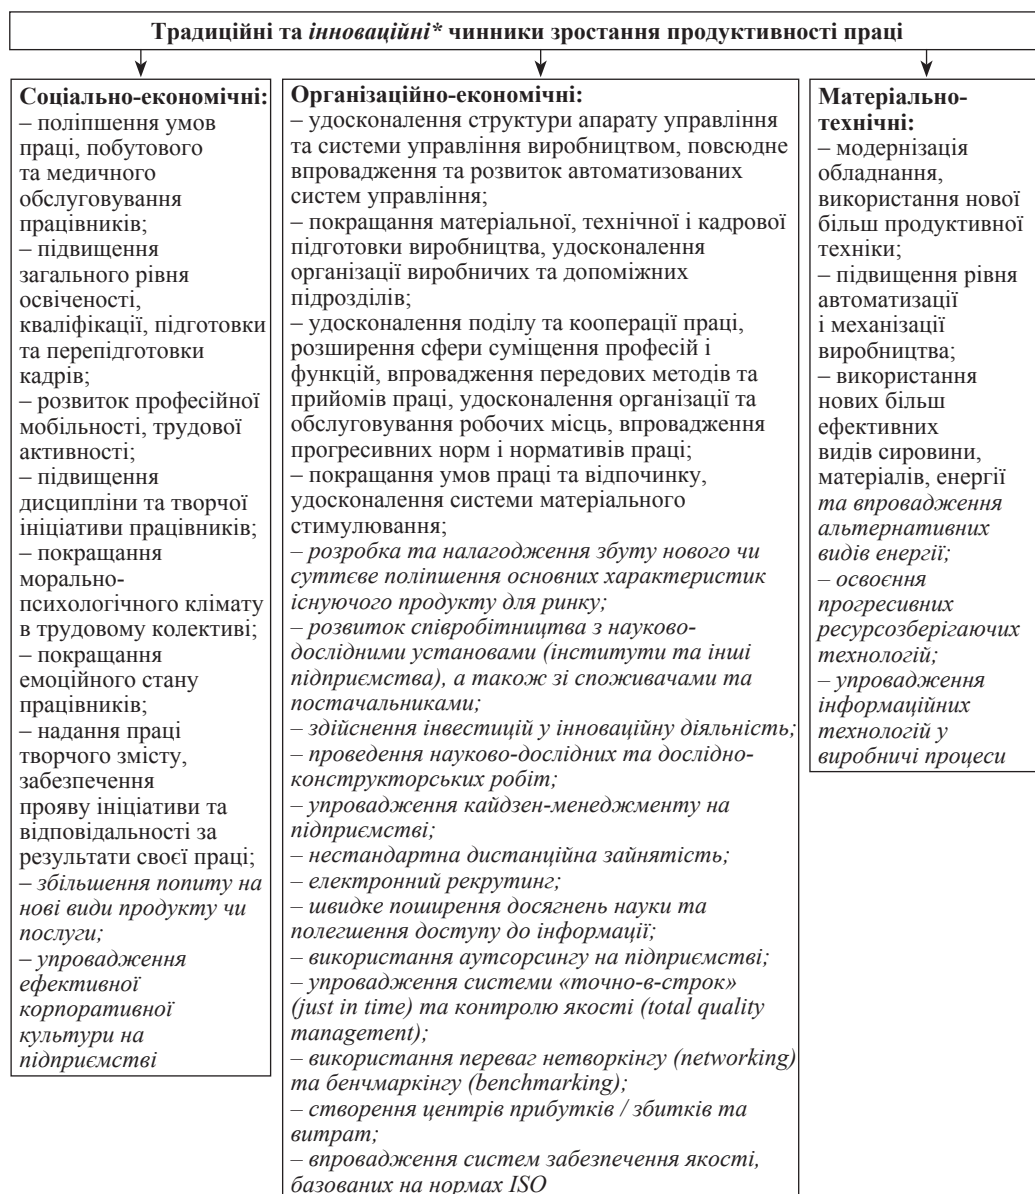 Традиційні та інноваційні* чинники зростання продуктивності праці
Соціально-економічні:
– поліпшення умов
праці, побутового
та медичного
обслуговування
працівників;
– підвищення
загального рівня
освіченості,
кваліфікації, підготовки
та перепідготовки
кадрів;
– розвиток професійної
мобільності, трудової
активності;
– підвищення
дисципліни та творчої
ініціативи працівників;
– покращання
морально-
психологічного клімату
в трудовому колективі;
– покращання
емоційного стану
працівників;
– надання праці
творчого змісту,
забезпечення
прояву ініціативи та
відповідальності за
результати своєї праці;
– збільшення попиту на
нові види продукту чи
послуги;
– упровадження
ефективної
корпоративної
культури на
підприємстві
Організаційно-економічні:
– удосконалення структури апарату управління
та системи управління виробництвом, повсюдне
впровадження та розвиток автоматизованих
систем управління;
– покращання матеріальної, технічної і кадрової
підготовки виробництва, удосконалення
організації виробничих та допоміжних
підрозділів;
– удосконалення поділу та кооперації праці,
розширення сфери суміщення професій і
функцій, впровадження передових методів та
прийомів праці, удосконалення організації та
обслуговування робочих місць, впровадження
прогресивних норм і нормативів праці;
– покращання умов праці та відпочинку,
удосконалення системи матеріального
стимулювання;
– розробка та налагодження збуту нового чи
суттєве поліпшення основних характеристик
існуючого продукту для ринку;
– розвиток співробітництва з науково-
дослідними установами (інститути та інші
підприємства), а також зі споживачами та
постачальниками;
– здійснення інвестицій у інноваційну діяльність;
– проведення науково-дослідних та дослідно-
конструкторських робіт;
– упровадження кайдзен-менеджменту на
підприємстві;
– нестандартна дистанційна зайнятість;
– електронний рекрутинг;
– швидке поширення досягнень науки та
полегшення доступу до інформації;
– використання аутсорсингу на підприємстві;
– упровадження системи «точно-в-строк»
(just in time) та контролю якості (total quality
management);
– використання переваг нетворкінгу (networking)
та бенчмаркінгу (benchmarking);
– створення центрів прибутків / збитків та
витрат;
– впровадження систем забезпечення якості,
базованих на нормах ISO
Матеріально-
технічні:
– модернізація
обладнання,
використання нової
більш продуктивної
техніки;
– підвищення рівня
автоматизації
і механізації
виробництва;
– використання
нових більш
ефективних
видів сировини,
матеріалів, енергії
та впровадження
альтернативних
видів енергії;
– освоєння
прогресивних
ресурсозберігаючих
технологій;
– упровадження
інформаційних
технологій у
виробничі процеси